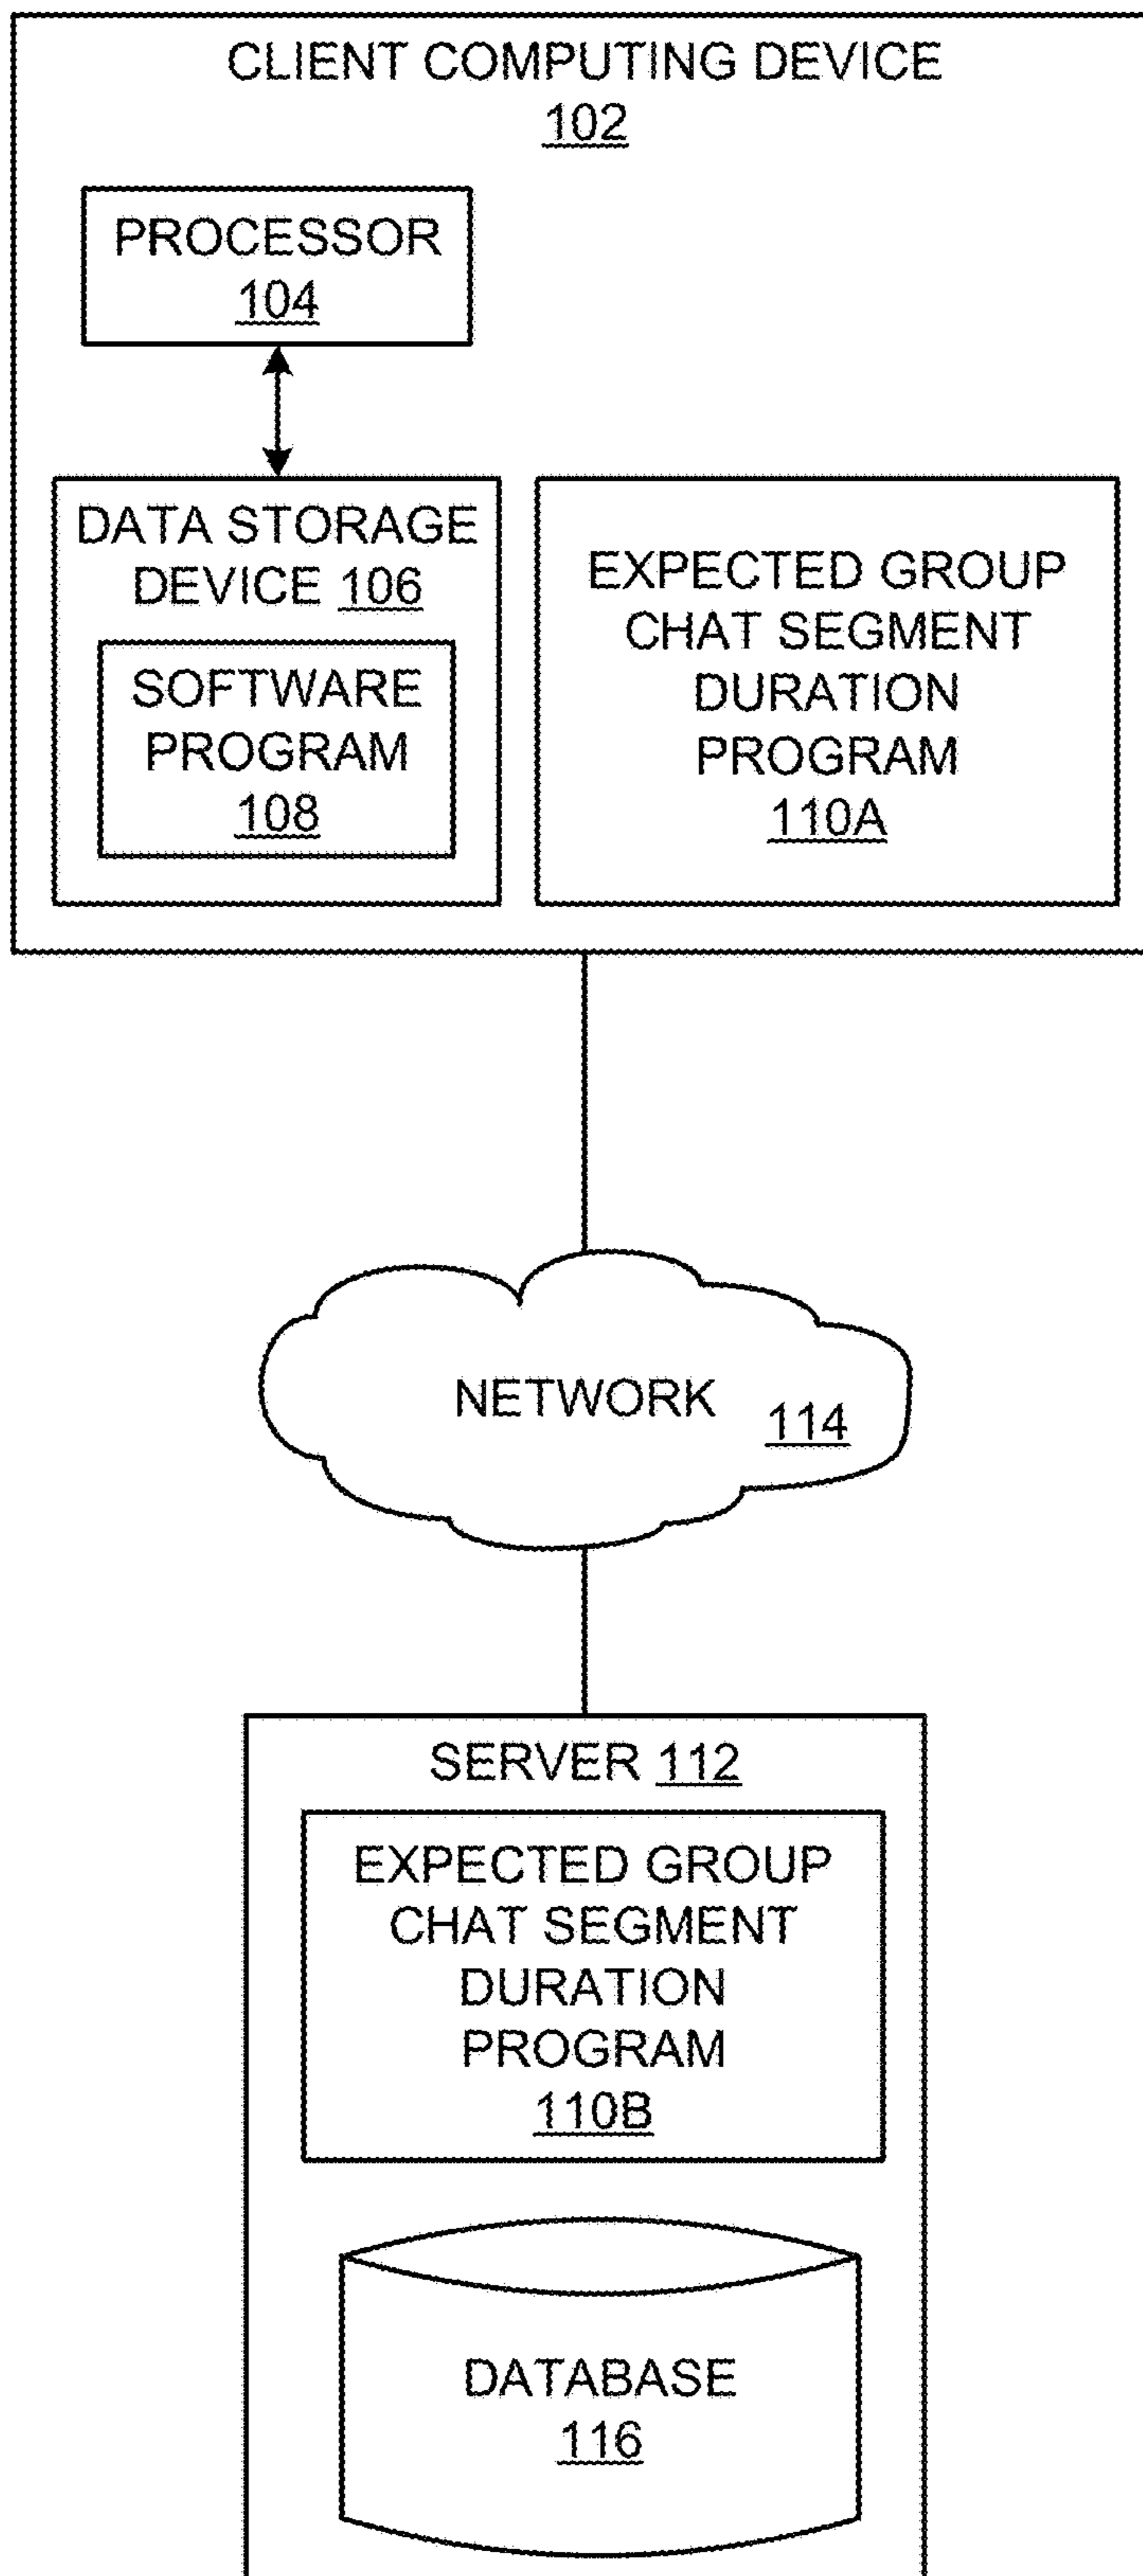 CLIENT COMPUTING DEVICE
102
PROCESSOR
104
DATA STORAGE
DEVICE 106
SOFTWARE
PROGRAM
108
EXPECTED GROUP
CHAT SEGMENT
DURATION
PROGRAM
110A
NETWORK 114
SERVER 112
EXPECTED GROUP
CHAT SEGMENT
DURATION
PROGRAM
110B
DATABASE
116